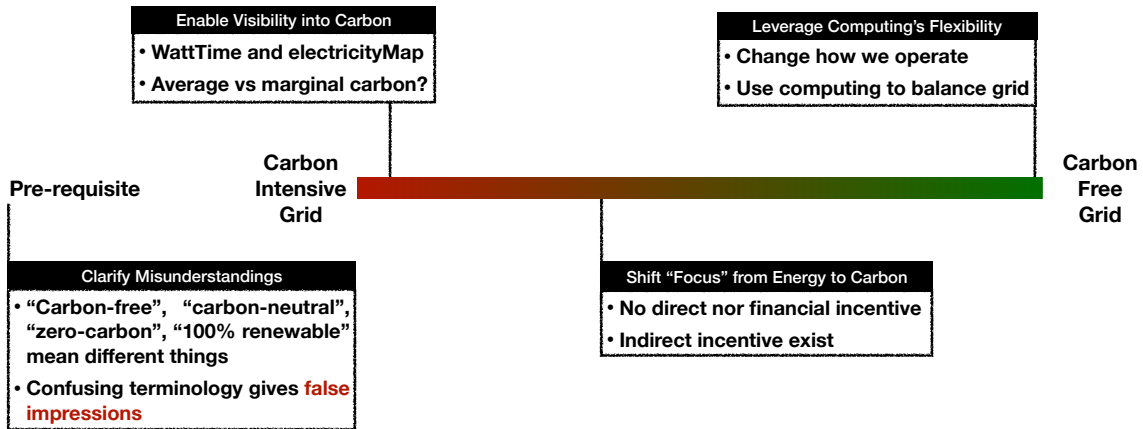 Enable Visibility into Carbon
• WattTime and electricityMap
• Average vs marginal carbon?
Leverage Computing's Flexibility
• Change how we operate
• Use computing to balance grid
Pre-requisite
Carbon
Intensive
Grid
Carbon
Free
Grid
Clarify Misunderstandings
• “Carbon-free”, “carbon-neutral”,
“zero-carbon”, “100% renewable”
mean different things
• Confusing terminology gives false
impressions
Shift “Focus” from Energy to Carbon
• No direct nor financial incentive
• Indirect incentive exist